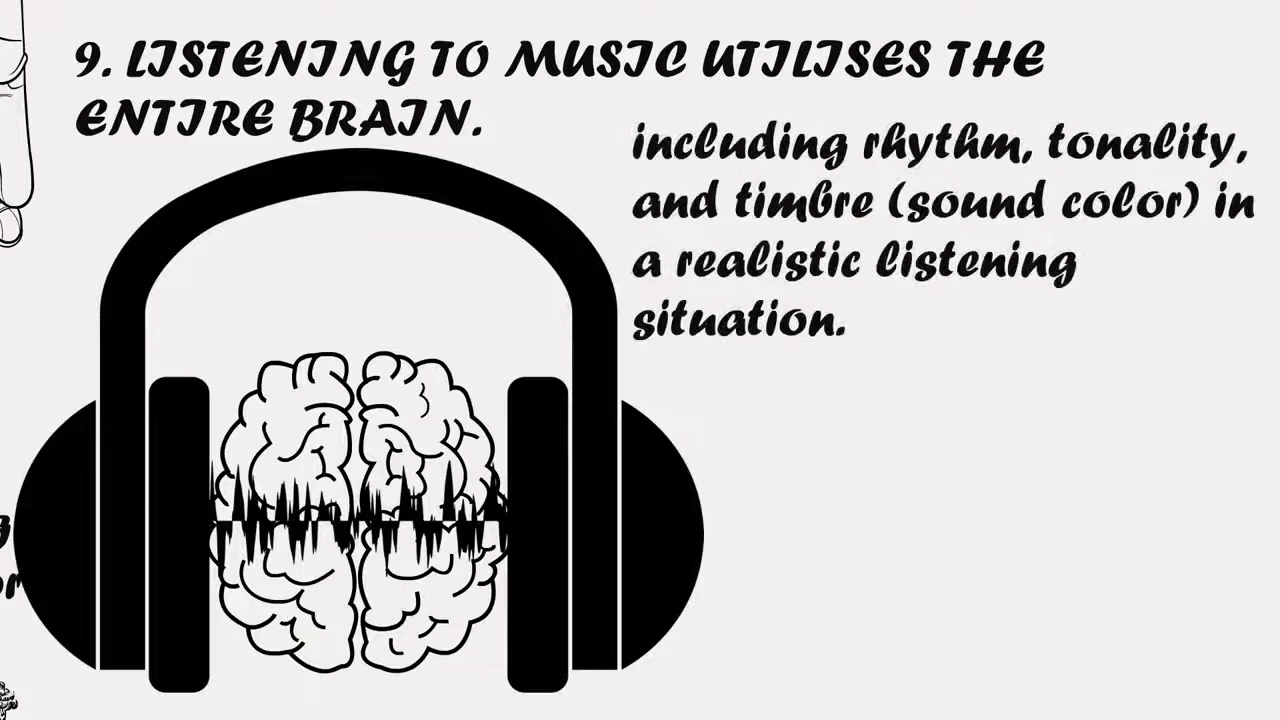 9. LISTENING TO MUSIC UTILISES THE
ENTIRE BRAIN.
including rhythm, tonality,
and timbre (sound color) in
a realistic listening
situation.